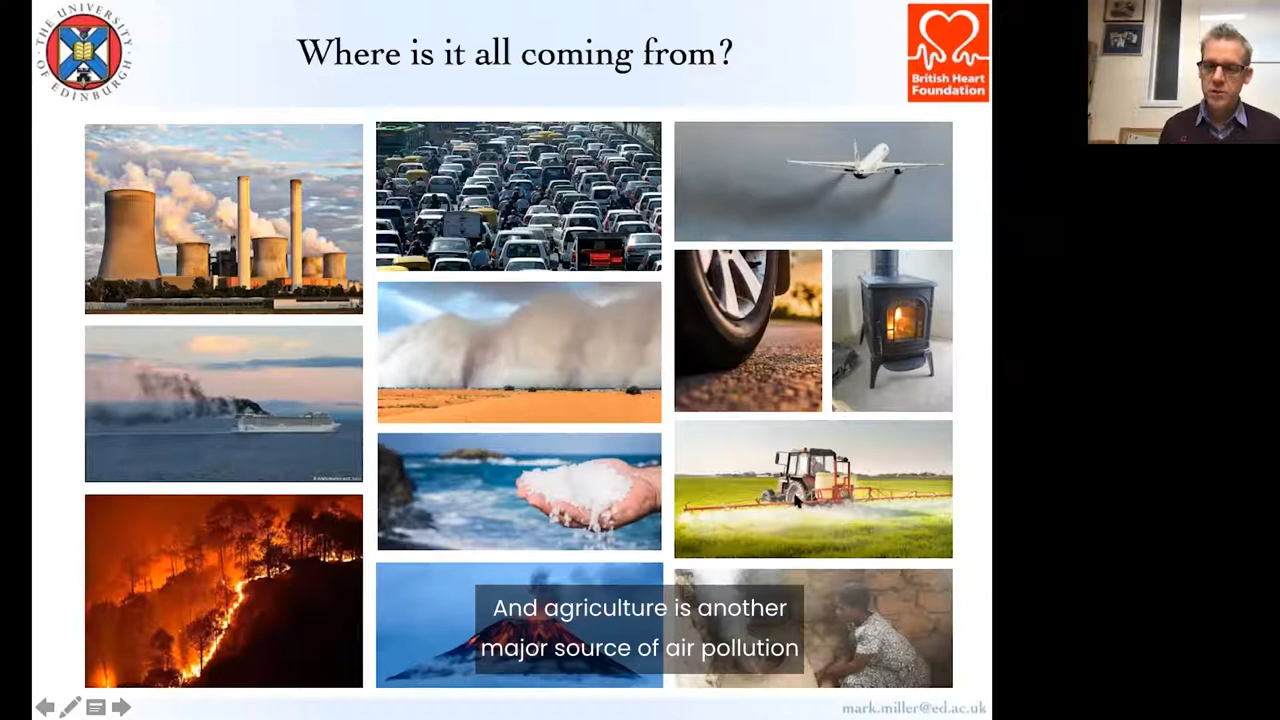 THE UNIVERSITY OF EDINBURGH
Where is it all coming from?
British Heart
Foundation
And agriculture is another
major source of air pollution
mark.miller@ed.ac.uk